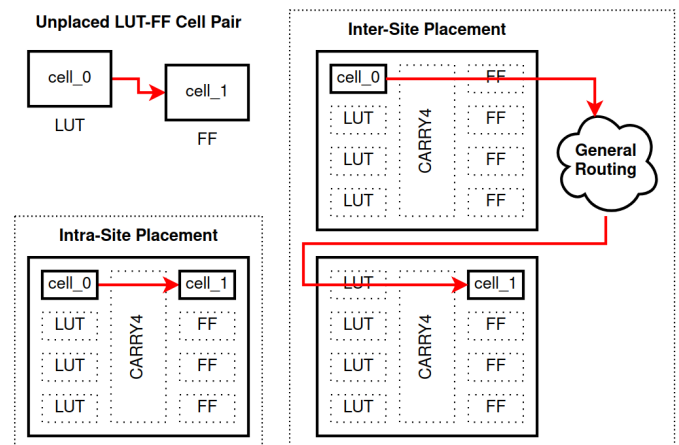 Unplaced LUT-FF Cell Pair
cell_0
cell_1
LUT
FF
Inter-Site Placement
cell_0
FF
LUT
FF
LUT
FF
LUT
FF
CARRY4
General
Routing
LUT
cell_1
LUT
FF
LUT
FF
LUT
FF
CARRY4
Intra-Site Placement
cell_0
cell_1
LUT
FF
LUT
FF
LUT
FF
CARRY4